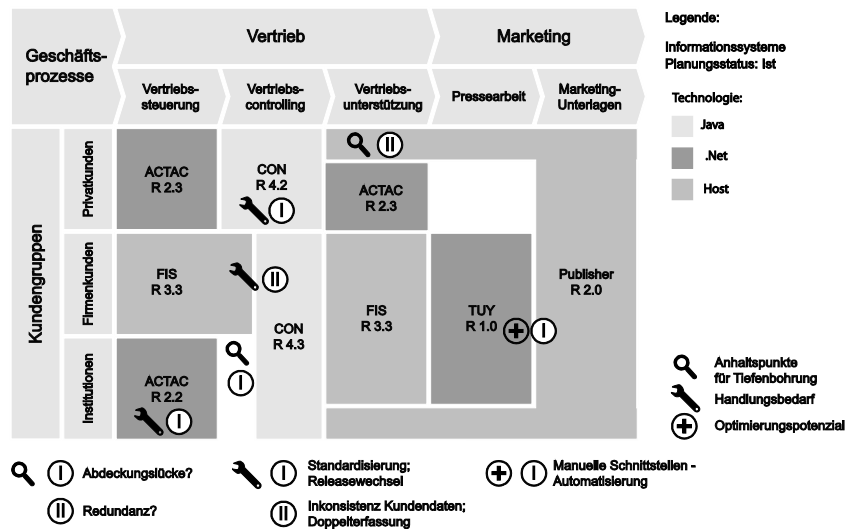 Geschäfts-
prozesse
Vertrieb
Marketing
Vertriebs-
steuerung
Vertriebs-
controlling
Vertriebs-
unterstützung
Pressearbeit
Marketing-
Unterlagen
Kundengruppen
Privatkunden
ACTAC
R 2.3
CON
R 4.2
I
II
ACTAC
R 2.3
Firmenkunden
FIS
R 3.3
II
CON
R 4.3
FIS
R 3.3
TUY
R 1.0
I
Publisher
R 2.0
Institutionen
ACTAC
R 2.2
I
I
Legende:
Informationssysteme
Planungsstatus: Ist
Technologie:
Java
.Net
Host
Anhaltspunkte
für Tiefenbohrung
Handlungsbedarf
Optimierungspotenzial
I Abdeckungslücke?
II Redundanz?
I Standardisierung;
Releasewechsel
II Inkonsistenz Kundendaten;
Doppelterfassung
I Manuelle Schnittstellen -
Automatisierung